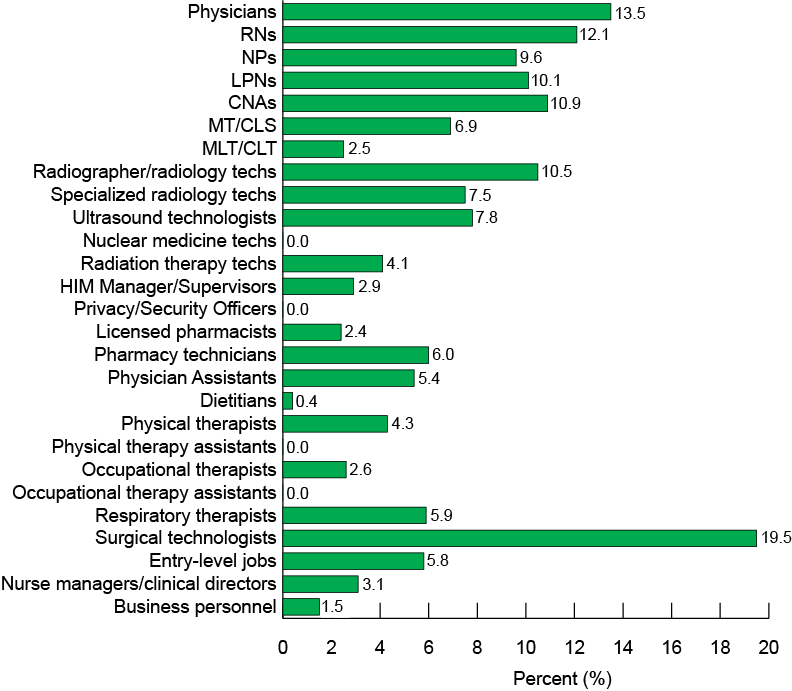 Physicians 13.5
RNs 12.1
NPs 9.6
LPNs 10.1
CNAs 10.9
MT/CLS 6.9
MLT/CLT 2.5
Radiographer/radiology techs 10.5
Specialized radiology techs 7.5
Ultrasound technologists 7.8
Nuclear medicine techs 0.0
Radiation therapy techs 4.1
HIM Manager/Supervisors 2.9
Privacy/Security Officers 0.0
Licensed pharmacists 2.4
Pharmacy technicians 6.0
Physician Assistants 5.4
Dietitians 0.4
Physical therapists 4.3
Physical therapy assistants 0.0
Occupational therapists 2.6
Occupational therapy assistants 0.0
Respiratory therapists 5.9
Surgical technologists 19.5
Entry-level jobs 5.8
Nurse managers/clinical directors 3.1
Business personnel 1.5
0 2 4 6 8 10 12 14 16 18 20
Percent (%)